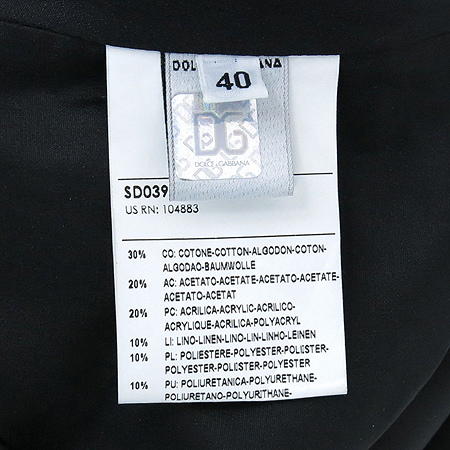 40
DG
DOLCE & GABBANA
SD039
US RN: 104883
30% CO: COTONE-COTTON-ALGODON-COTON-
ALGODAO-BAUMWOLLE
20% AC: ACETATO-ACETATE-ACETATO-ACETATE-
ACETATO-ACETAT
20% PC: ACRILICA-ACRYLIC-ACRILICO-
ACRYLIQUE-ACRILICA-POLYACRYL
10% LI: LINO-LINEN-LINO-LIN-LINHO-LEINEN
10% PL: POLIESTERE-POLYESTER-POLIESTER-
POLYESTER-POLIESTER-POLYESTER
10% PU: POLIURETANICA-POLYURETHANE-
POLIURETANO-POLYURETHANE-